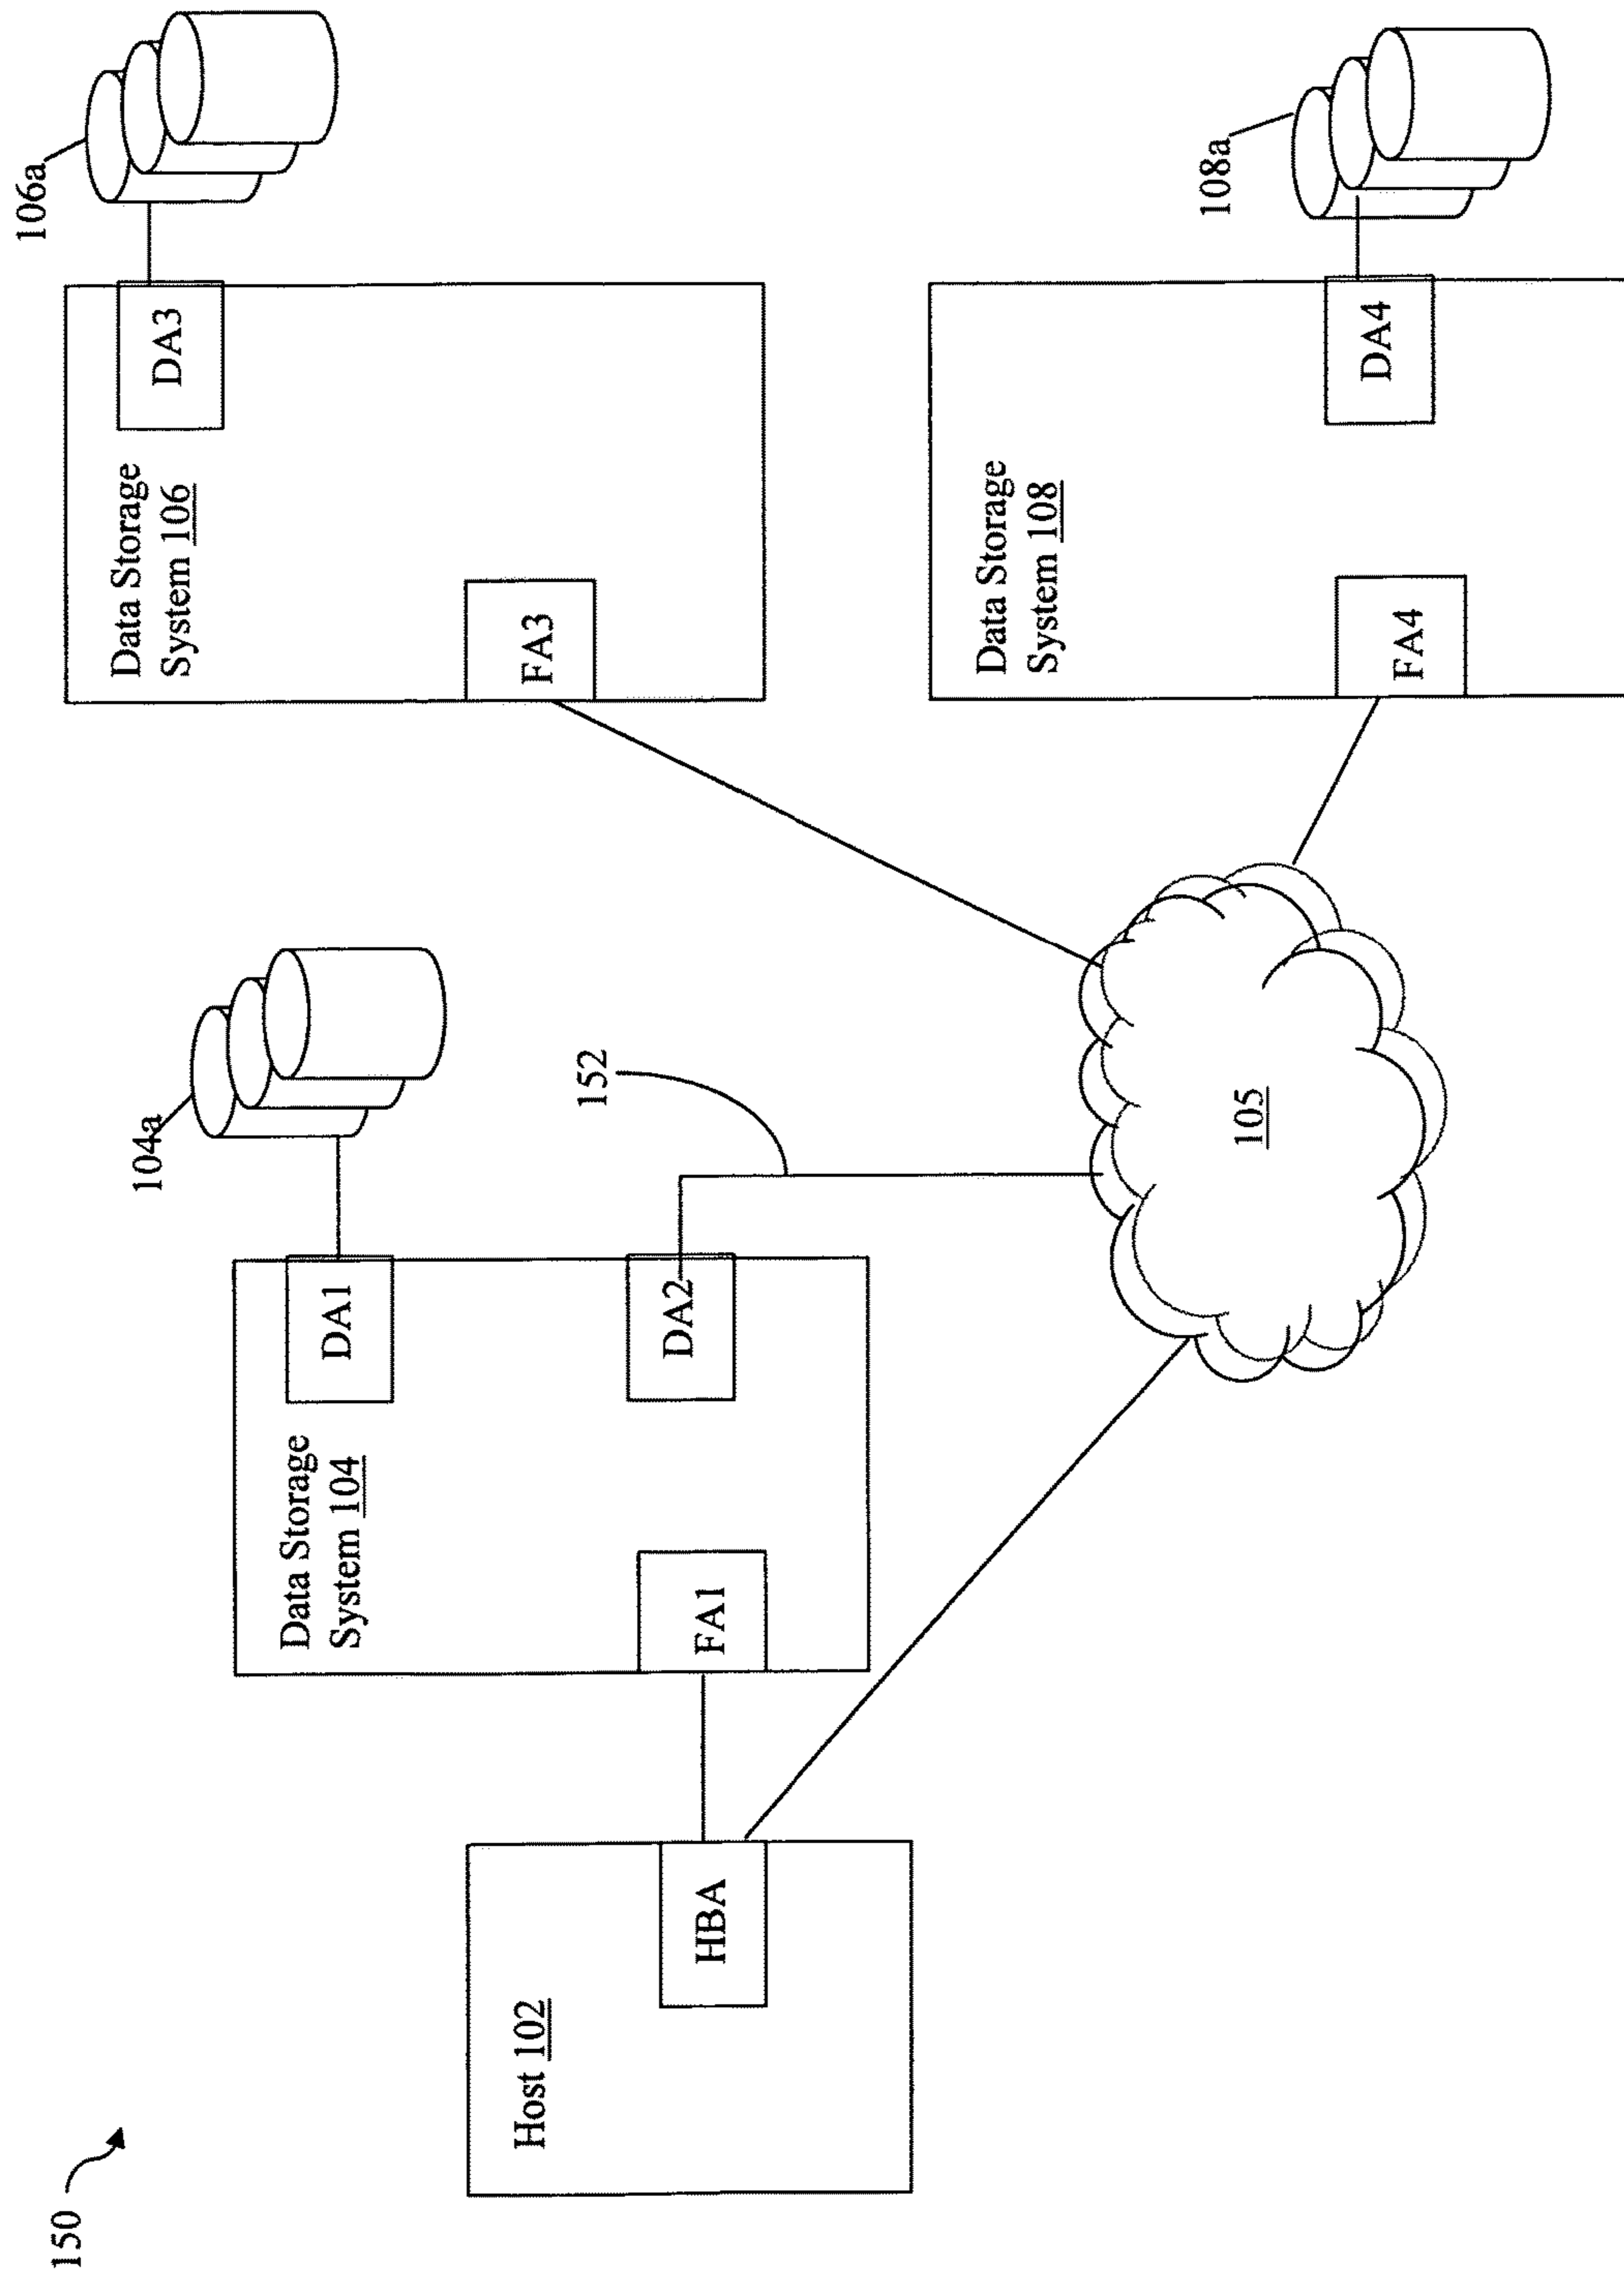 150
Host 102
HBA
Data Storage
System 104
FA1
DA1
DA2
104a
152
105
Data Storage
System 106
FA3
DA3
106a
Data Storage
System 108
FA4
DA4
108a